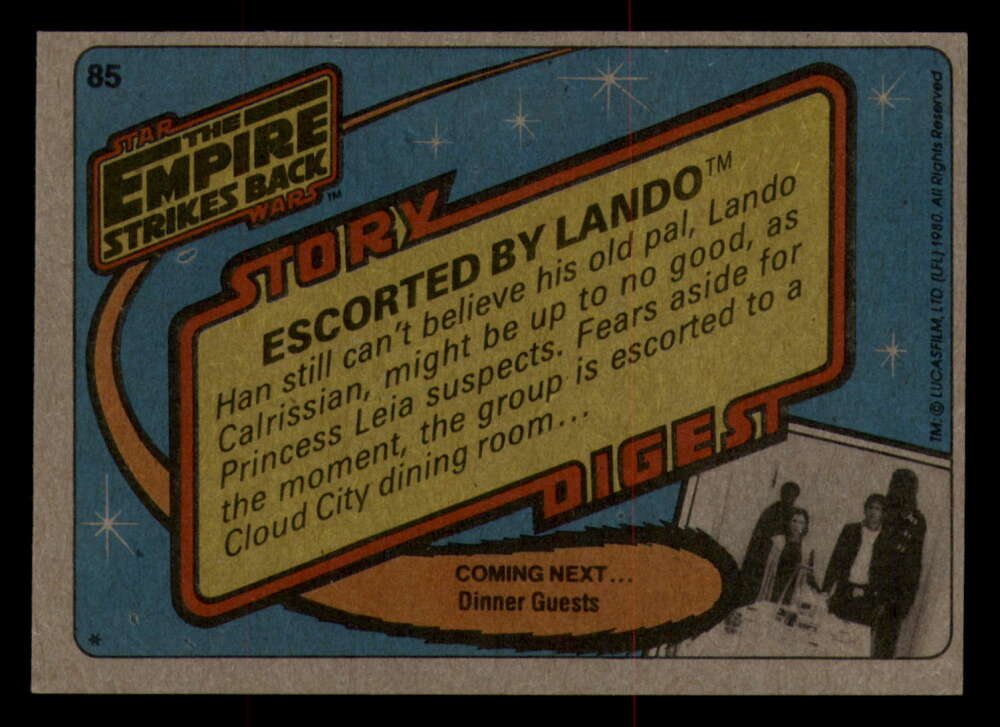 85
STAR
THE
EMPIRE
STRIKES BACK
WARS™
STORY
ESCORTED BY LANDO™
Han still can't believe his old pal, Lando
Calrissian, might be up to no good, as
Princess Leia suspects. Fears aside for
the moment, the group is escorted to a
Cloud City dining room...
DIGEST
COMING NEXT...
Dinner Guests
*
TM: © LUCASFILM, LTD (LFL) 1980. All Rights Reserved